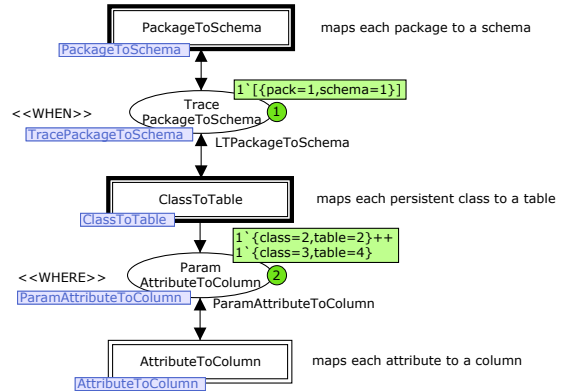 PackageToSchema
maps each package to a schema
PackageToSchema
1`[{pack=1,schema=1}]
<<WHEN>>
Trace
PackageToSchema
1
TracePackageToSchema
LTPackageToSchema
ClassToTable
maps each persistent class to a table
ClassToTable
1`{class=2,table=2}++
1`{class=3,table=4}
<<WHERE>>
Param
AttributeToColumn
2
ParamAttributeToColumn
ParamAttributeToColumn
AttributeToColumn
maps each attribute to a column
AttributeToColumn